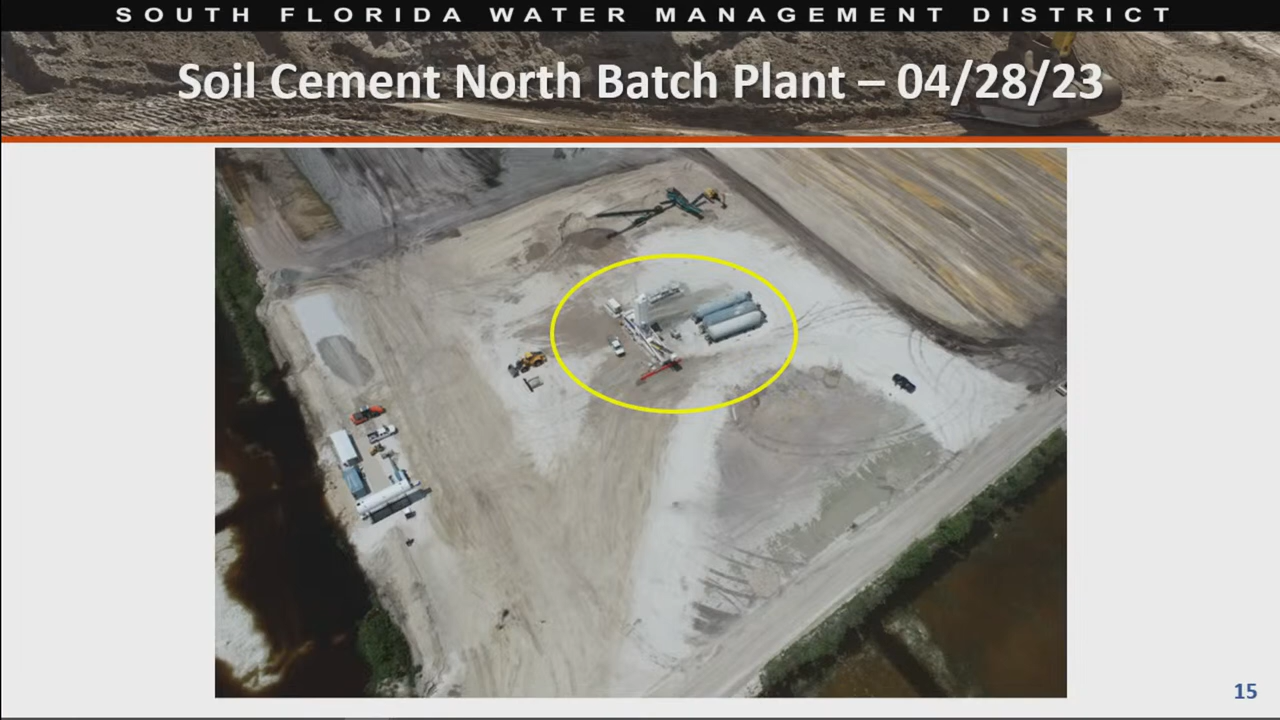 SOUTH FLORIDA WATER MANAGEMENT DISTRICT
Soil Cement North Batch Plant – 04/28/23
15